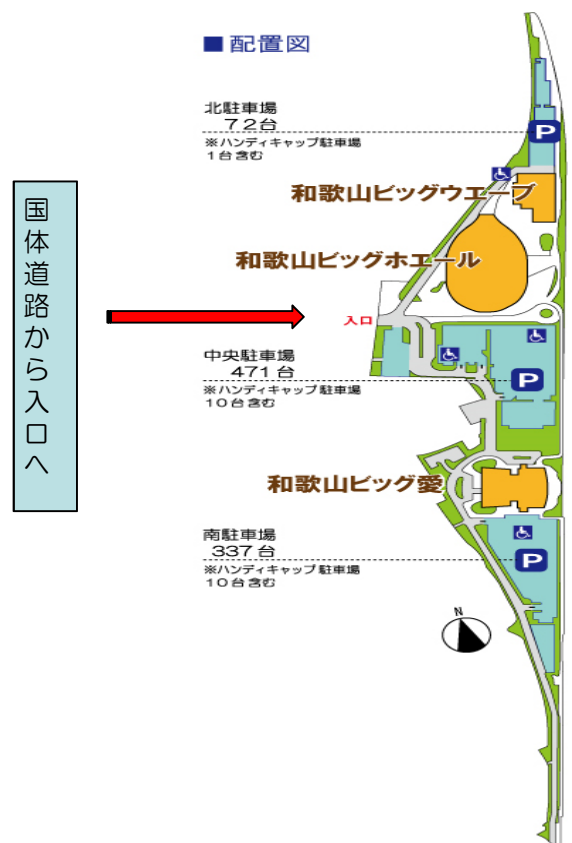 ■配置図
北駐車場
72台
※ハンディキャップ駐車場
1台含む
P
和歌山ビッグウエーブ
国体道路から入口へ
和歌山ビッグホエール
入口
中央駐車場
471台
※ハンディキャップ駐車場
10台含む
P
和歌山ビッグ愛
南駐車場
337台
※ハンディキャップ駐車場
10台含む
P
N